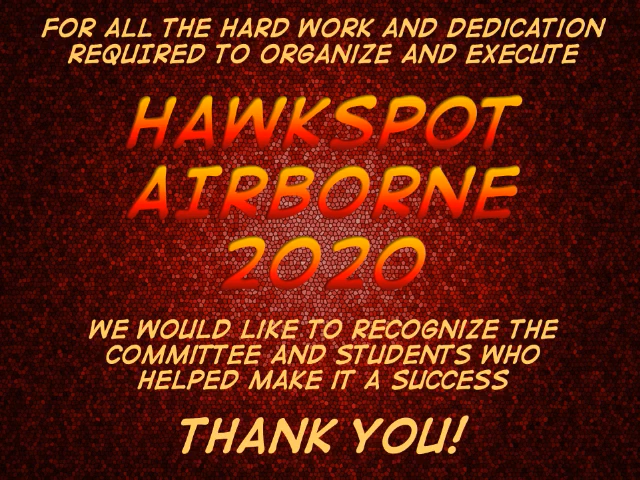 FOR ALL THE HARD WORK AND DEDICATION
REQUIRED TO ORGANIZE AND EXECUTE
HAWKSPOT
AIRBORNE
2020
WE WOULD LIKE TO RECOGNIZE THE
COMMITTEE AND STUDENTS WHO
HELPED MAKE IT A SUCCESS
THANK YOU!